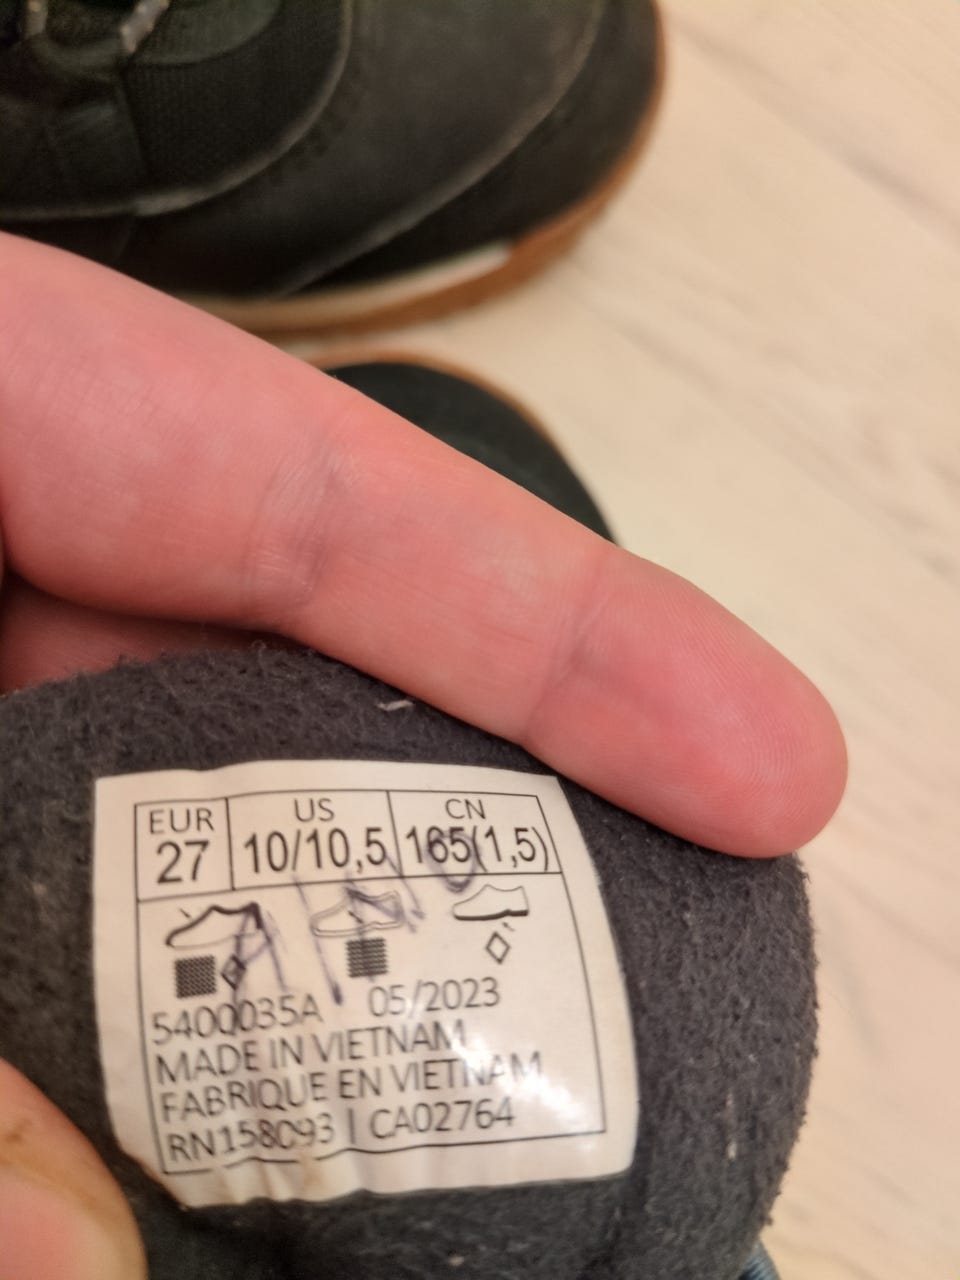 EUR US CN
27 10/10,5 165(1,5)
5400035A 05/2023
MADE IN VIETNAM
FABRIQUE EN VIETNAM
RN158093 | CA02764